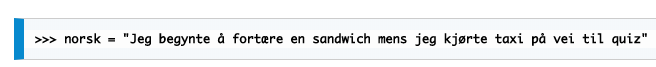 >>> norsk = "Jeg begynte å fortære en sandwich mens jeg kjørte taxi på vei til quiz"